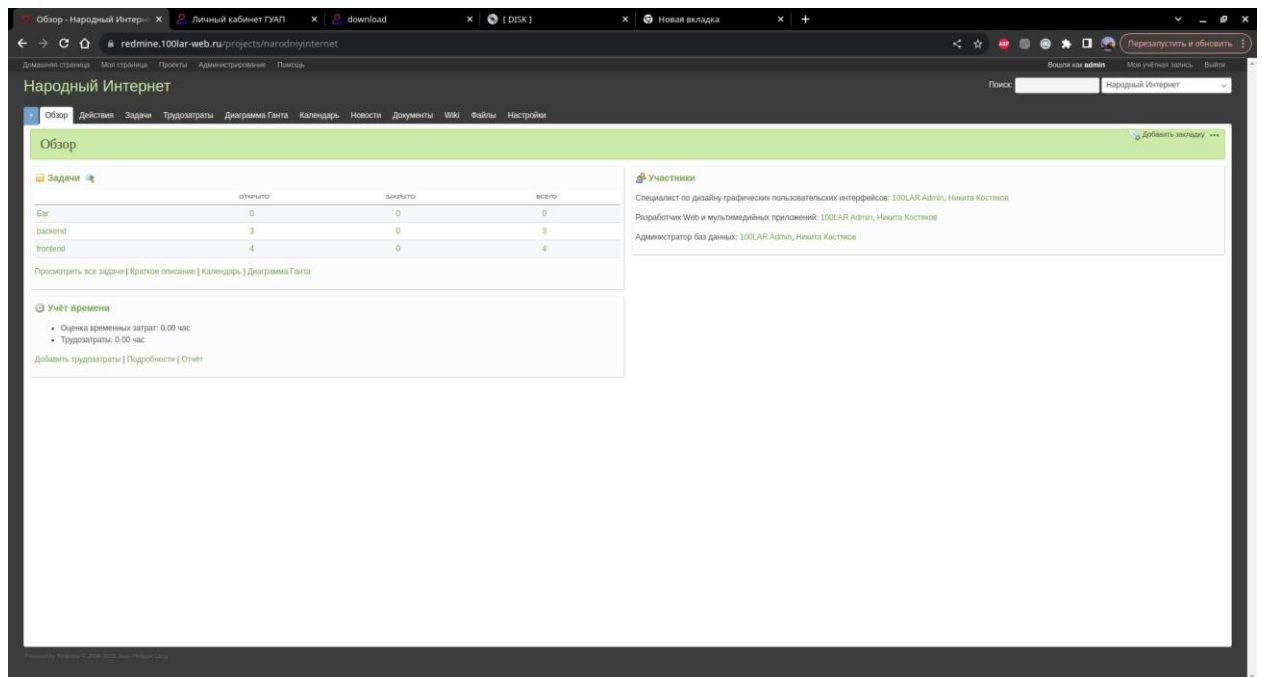 Обзор - Народный Интерн
Личный кабинет ГУАП
download
[ DISK ]
Новая вкладка
redmine.100lar-web.ru/projects/narodniyinternet
Перезапустить и обновить
Домашняя страница Моя страница Проекты Администрирование Помощь
Вошли как admin Моя учётная запись Выйти
Народный Интернет
Поиск: Народный Интернет
+ Обзор Действия Задачи Трудозатраты Диаграмма Ганта Календарь Новости Документы Wiki Файлы Настройки
Обзор
Добавить закладку
Задачи
ОТКРЫТО ЗАКРЫТО ВСЕГО
Баг 0 0 0
backend 3 0 3
frontend 4 0 4
Просмотреть все задачи | Краткое описание | Календарь | Диаграмма Ганта
Учёт времени
• Оценка временных затрат: 0.00 час
• Трудозатраты: 0.00 час
Добавить трудозатраты | Подробности | Отчёт
Участники
Специалист по дизайну графических пользовательских интерфейсов: 100LAR Admin, Никита Костяков
Разработчик Web и мультимедийных приложений: 100LAR Admin, Никита Костяков
Администратор баз данных: 100LAR Admin, Никита Костяков
Powered by Redmine © Jean-Philippe Lang